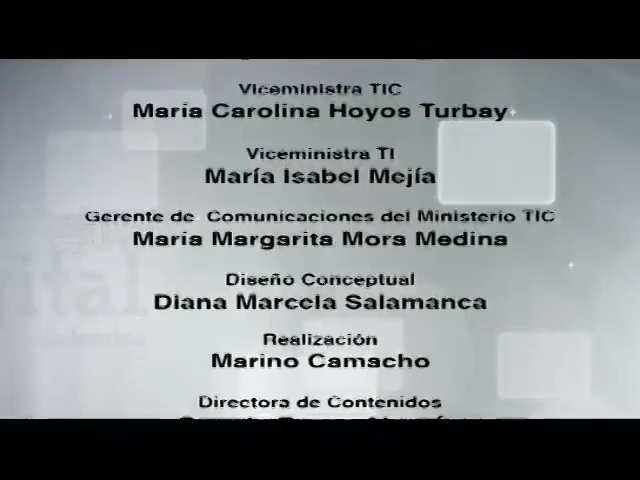 Viceministra TIC
María Carolina Hoyos Turbay
Viceministra TI
María Isabel Mejía
Gerente de Comunicaciones del Ministerio TIC
María Margarita Mora Medina
Diseño Conceptual
Diana Marcela Salamanca
Realización
Marino Camacho
Directora de Contenidos